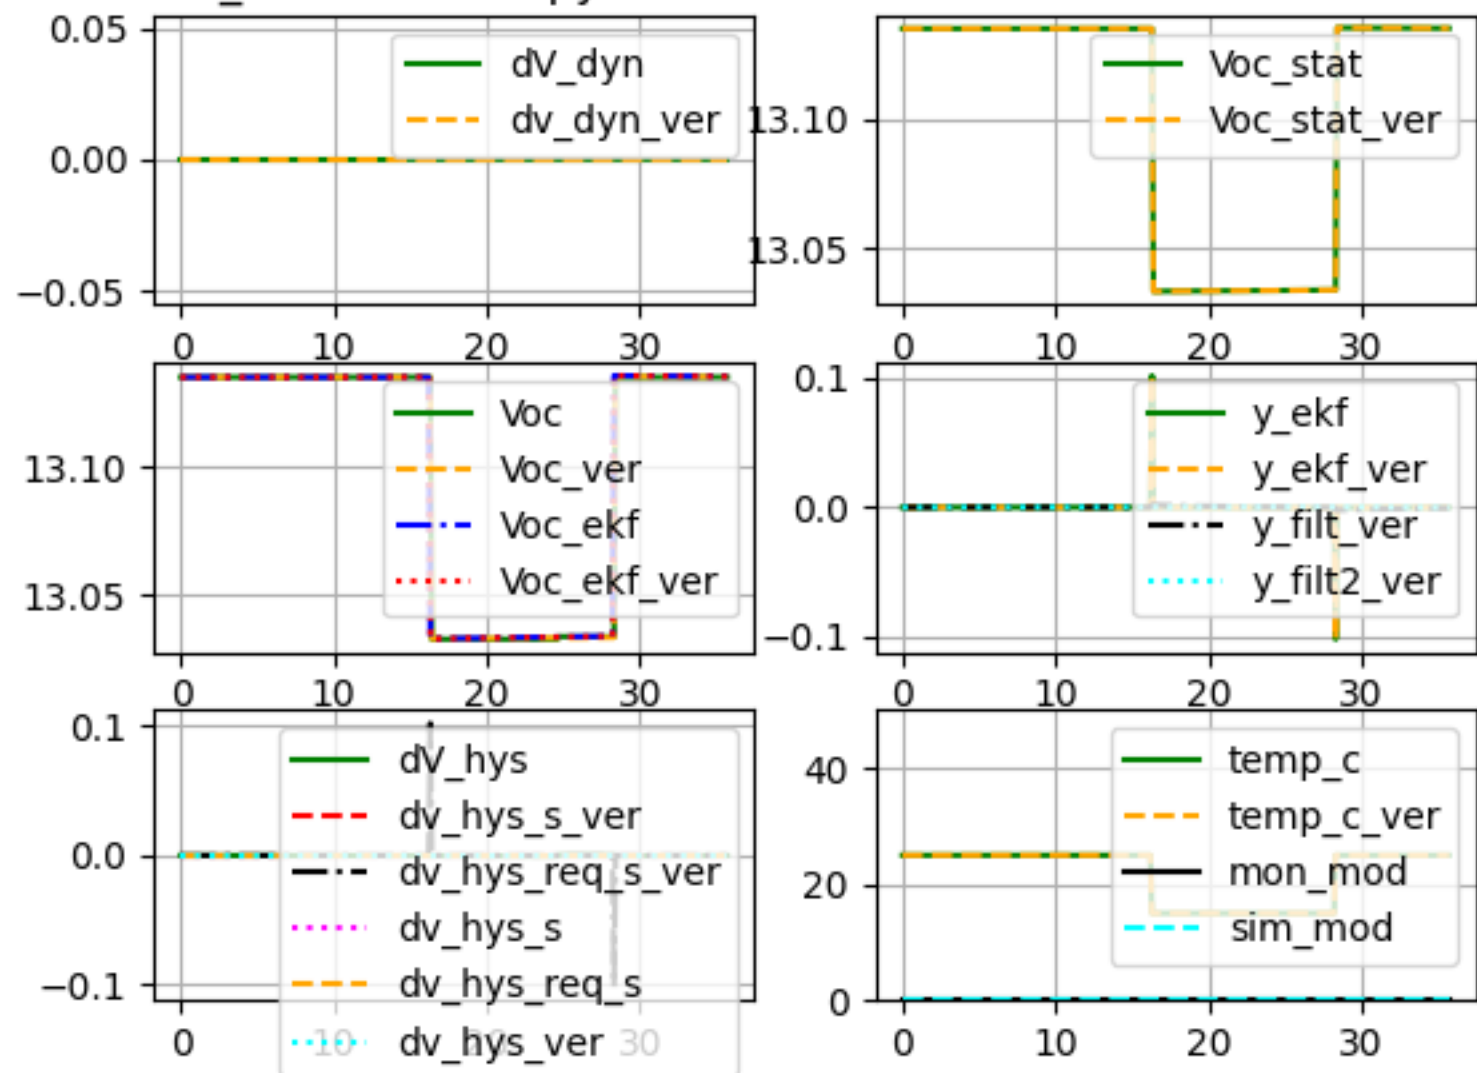 0.05
0.00
−0.05
0
10
20
30
dV_dyn
dv_dyn_ver
13.10
13.05
0
10
20
30
Voc_stat
Voc_stat_ver
13.10
13.05
0
10
20
30
Voc
Voc_ver
Voc_ekf
Voc_ekf_ver
0.1
0.0
−0.1
0
10
20
30
y_ekf
y_ekf_ver
y_filt_ver
y_filt2_ver
0.1
0.0
−0.1
0
10
20
30
dV_hys
dv_hys_s_ver
dv_hys_req_s_ver
dv_hys_s
dv_hys_req_s
dv_hys_ver
40
20
0
0
10
20
30
temp_c
temp_c_ver
mon_mod
sim_mod